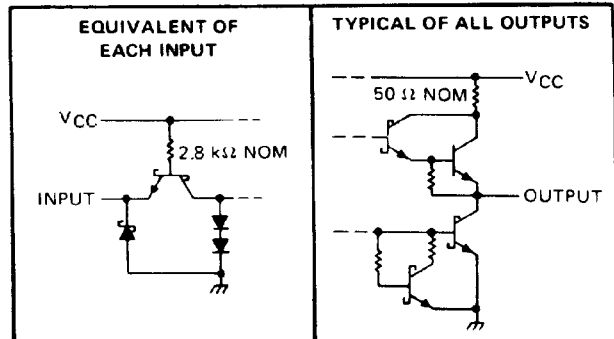 EQUIVALENT OF
EACH INPUT
VCC
2.8 kΩ NOM
INPUT
TYPICAL OF ALL OUTPUTS
VCC
50 Ω NOM
OUTPUT